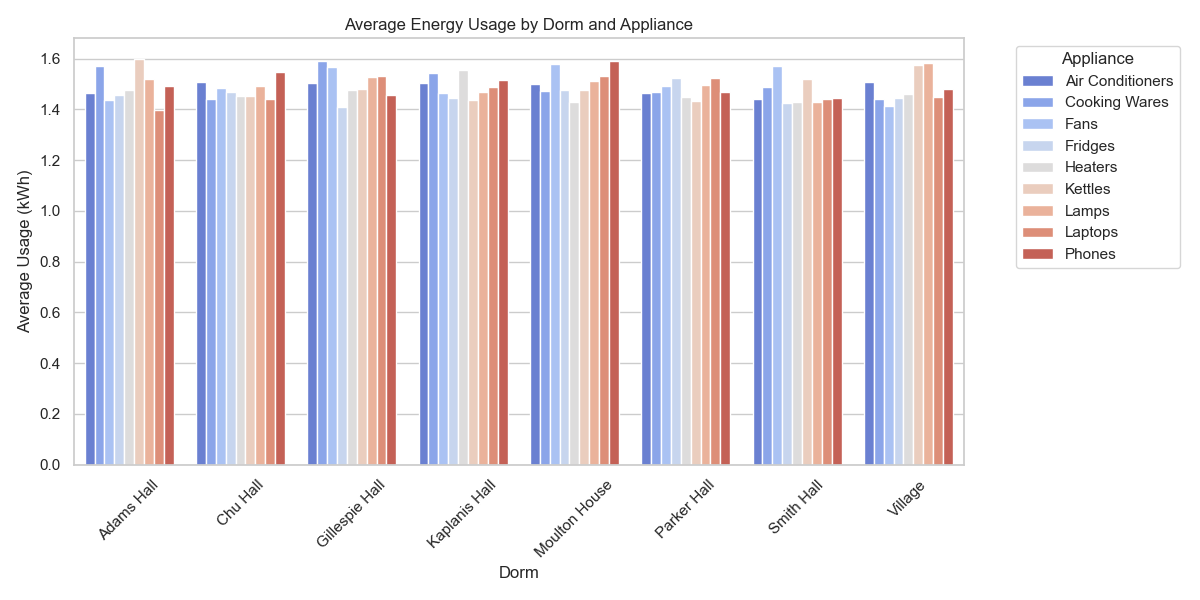 Average Energy Usage by Dorm and Appliance
Average Usage (kWh)
1.6
1.4
1.2
1.0
0.8
0.6
0.4
0.2
0.0
Adams Hall
Chu Hall
Gillespie Hall
Kaplanis Hall
Moulton House
Parker Hall
Smith Hall
Village
Dorm
Appliance
Air Conditioners
Cooking Wares
Fans
Fridges
Heaters
Kettles
Lamps
Laptops
Phones